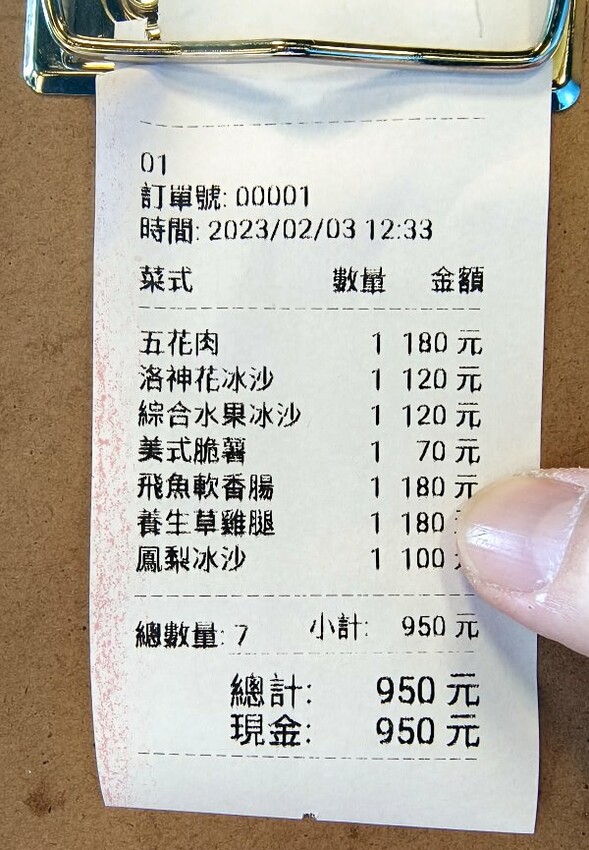 01
訂單號: 00001
時間: 2023/02/03 12:33
菜式 數量 金額
五花肉 1 180 元
洛神花冰沙 1 120 元
綜合水果冰沙 1 120 元
美式脆薯 1 70 元
飛魚軟香腸 1 180 元
養生草雞腿 1 180
鳳梨冰沙 1 100
總數量: 7 小計: 950 元
總計: 950 元
現金: 950 元